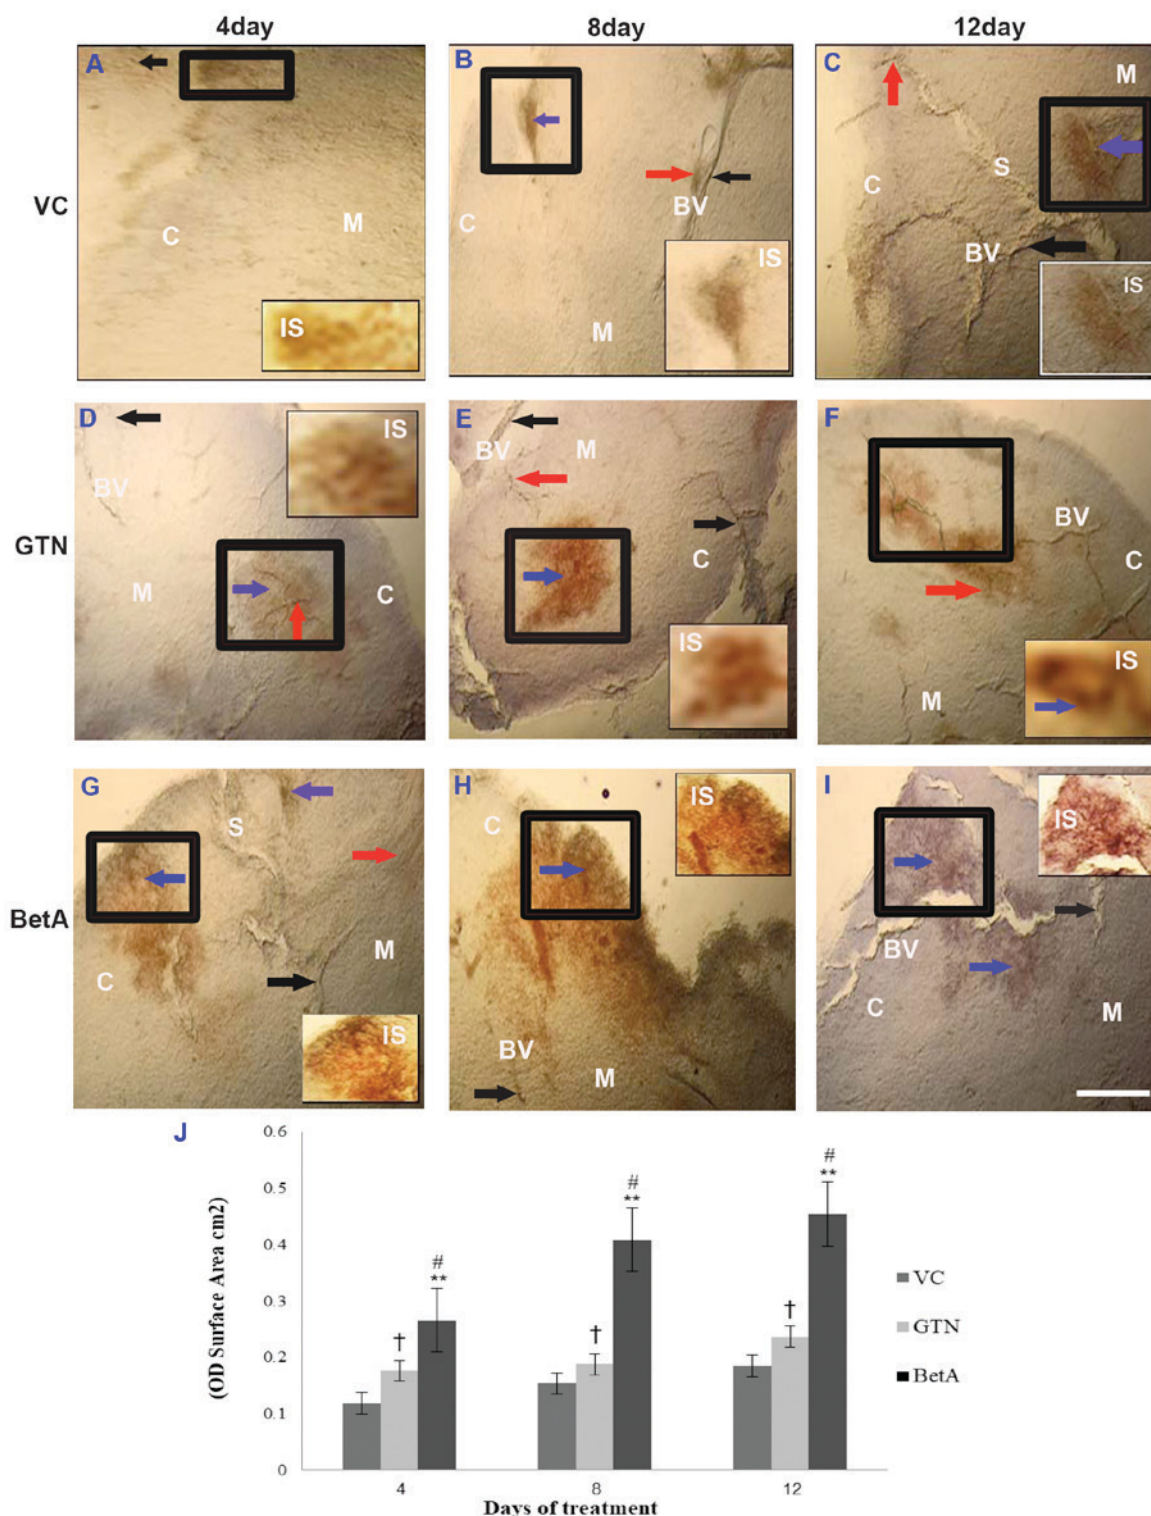 4day 8day 12day
VC
A
C
M
IS
B
C
BV
IS
M
C
M
S
C
BV
IS
GTN
D
IS
BV
M
C
E
BV
M
C
IS
F
BV
C
IS
M
BetA
G
S
C
M
C
IS
H
C
IS
BV
M
I
IS
BV
C
M
J
(OD Surface Area cm2)
0.6
0.5
0.4
0.3
0.2
0.1
0
†
#
**
†
#
**
†
#
**
4 8 12
Days of treatment
VC
GTN
BetA